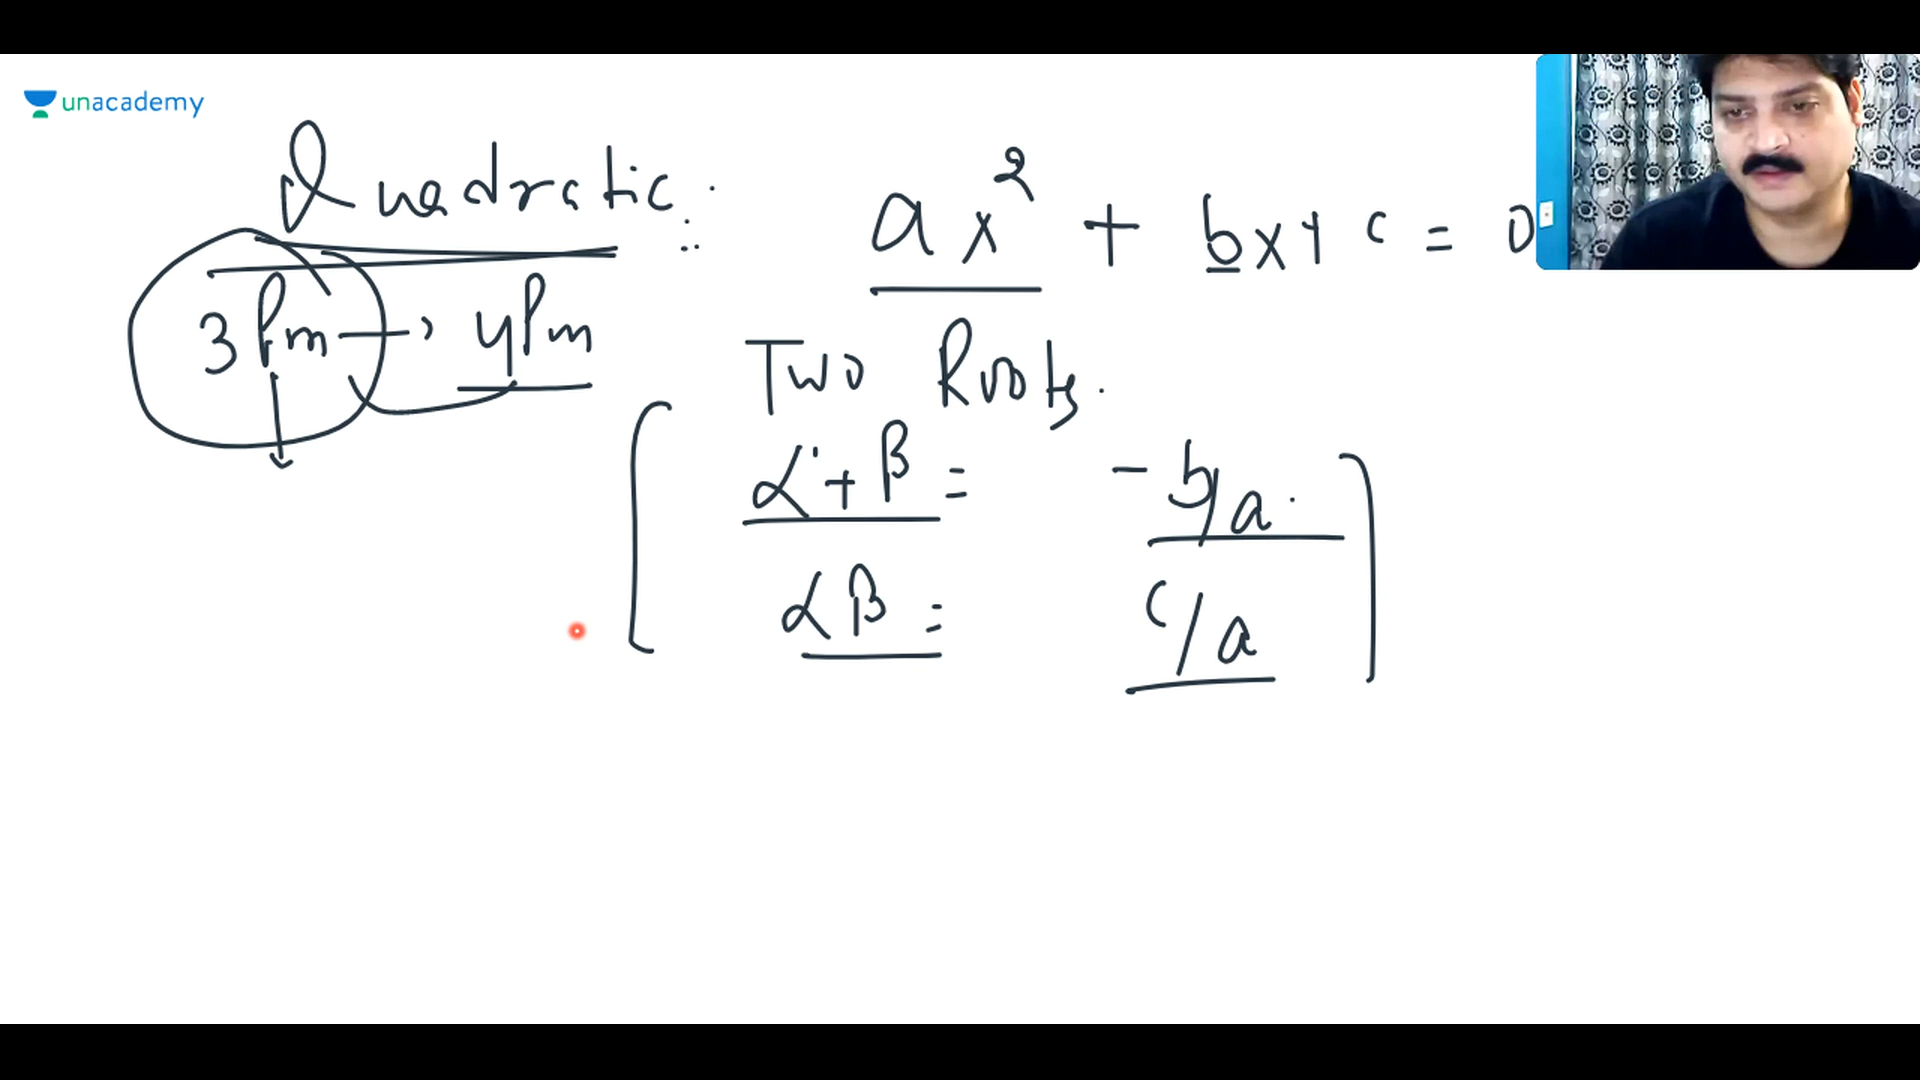 unacademy
Quadratic:
ax² + bx + c = 0
3 Pm → 4 Pm
Two Roots.
α + β = - b/a.
αβ = c/a